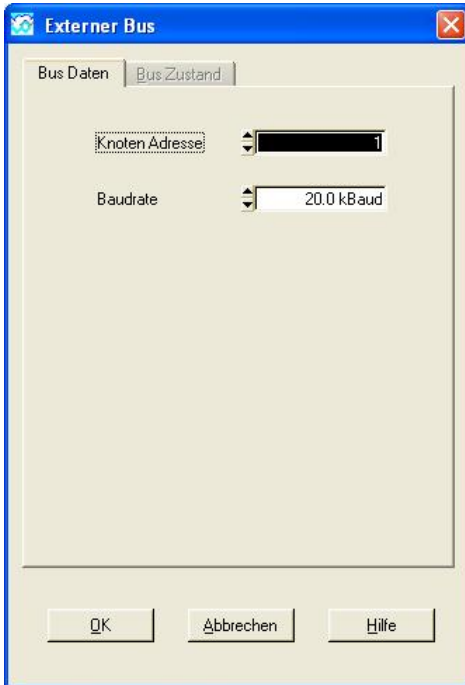 Externer Bus
Bus Daten Bus Zustand
Knoten Adresse 1
Baudrate 20.0 kBaud
OK Abbrechen Hilfe